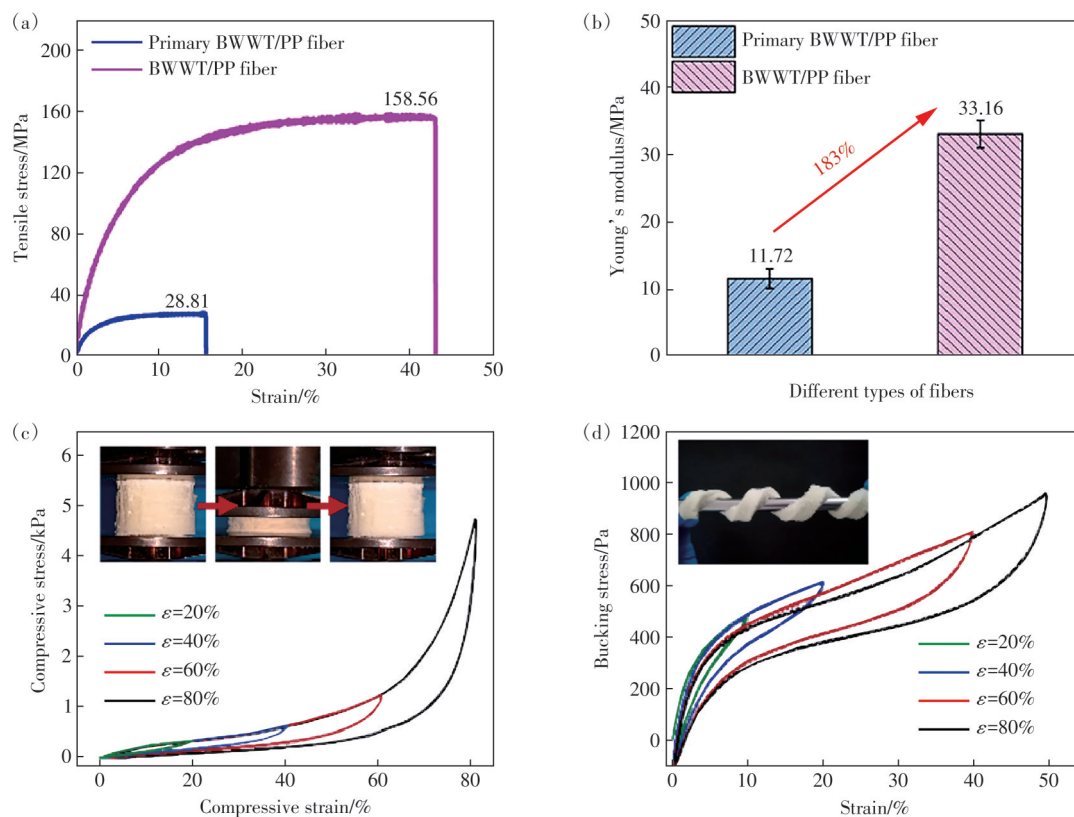 (a)
Tensile stress/MPa
200
160
120
80
40
0
Primary BWWT/PP fiber
BWWT/PP fiber
158.56
28.81
0 10 20 30 40 50
Strain/%
(b)
Young's modulus/MPa
50
40
30
20
10
0
Primary BWWT/PP fiber
BWWT/PP fiber
183%
11.72
33.16
Different types of fibers
(c)
Compressive stress/kPa
6
5
4
3
2
1
0
ε=20%
ε=40%
ε=60%
ε=80%
0 20 40 60 80
Compressive strain/%
(d)
Bucking stress/Pa
1200
1000
800
600
400
200
0
ε=20%
ε=40%
ε=60%
ε=80%
0 10 20 30 40 50
Strain/%